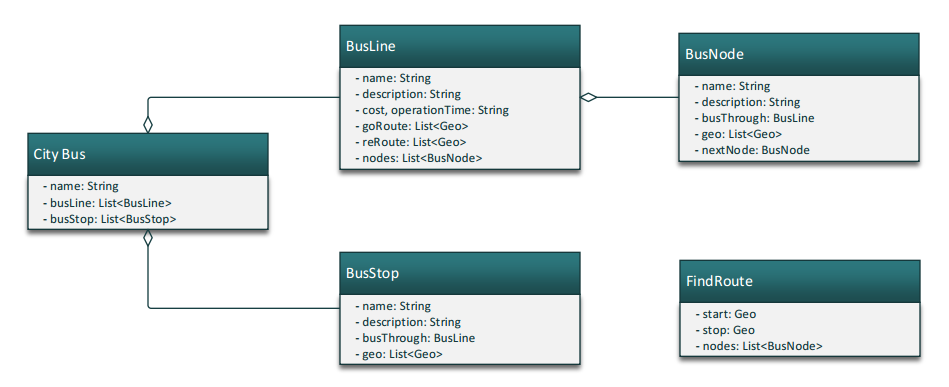 BusLine
- name: String
- description: String
- cost, operationTime: String
- goRoute: List<Geo>
- reRoute: List<Geo>
- nodes: List<BusNode>
BusNode
- name: String
- description: String
- busThrough: BusLine
- geo: List<Geo>
- nextNode: BusNode
City Bus
- name: String
- busLine: List<BusLine>
- busStop: List<BusStop>
BusStop
- name: String
- description: String
- busThrough: BusLine
- geo: List<Geo>
FindRoute
- start: Geo
- stop: Geo
- nodes: List<BusNode>